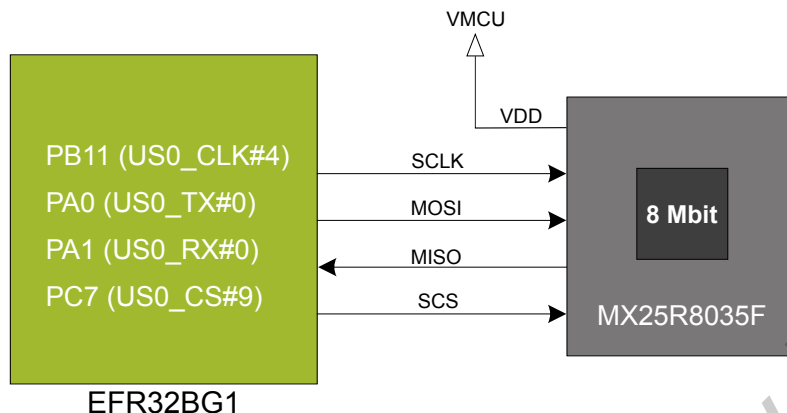 VMCU
VDD
PB11 (US0_CLK#4)
SCLK
PA0 (US0_TX#0)
MOSI
8 Mbit
PA1 (US0_RX#0)
MISO
PC7 (US0_CS#9)
SCS
MX25R8035F
EFR32BG1